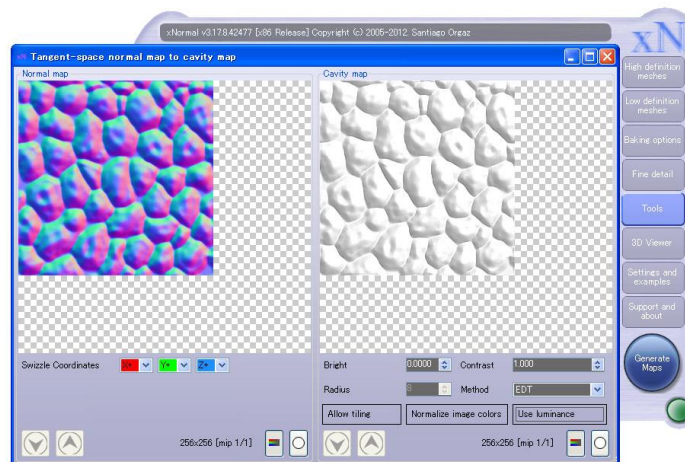 xNormal v3.17.8.42477 [x86 Release] Copyright (c) 2005-2012, Santiago Orgaz
xN
xN Tangent-space normal map to cavity map
Normal map
Cavity map
High definition
meshes
Low definition
meshes
Baking options
Fine detail
Tools
3D Viewer
Settings and
examples
Support and
about
Generate
Maps
Swizzle Coordinates X+ Y+ Z+
Bright 0.0000 Contrast 1.000
Radius 8 Method EDT
Allow tiling Normalize image colors Use luminance
256x256 [mip 1/1]
256x256 [mip 1/1]